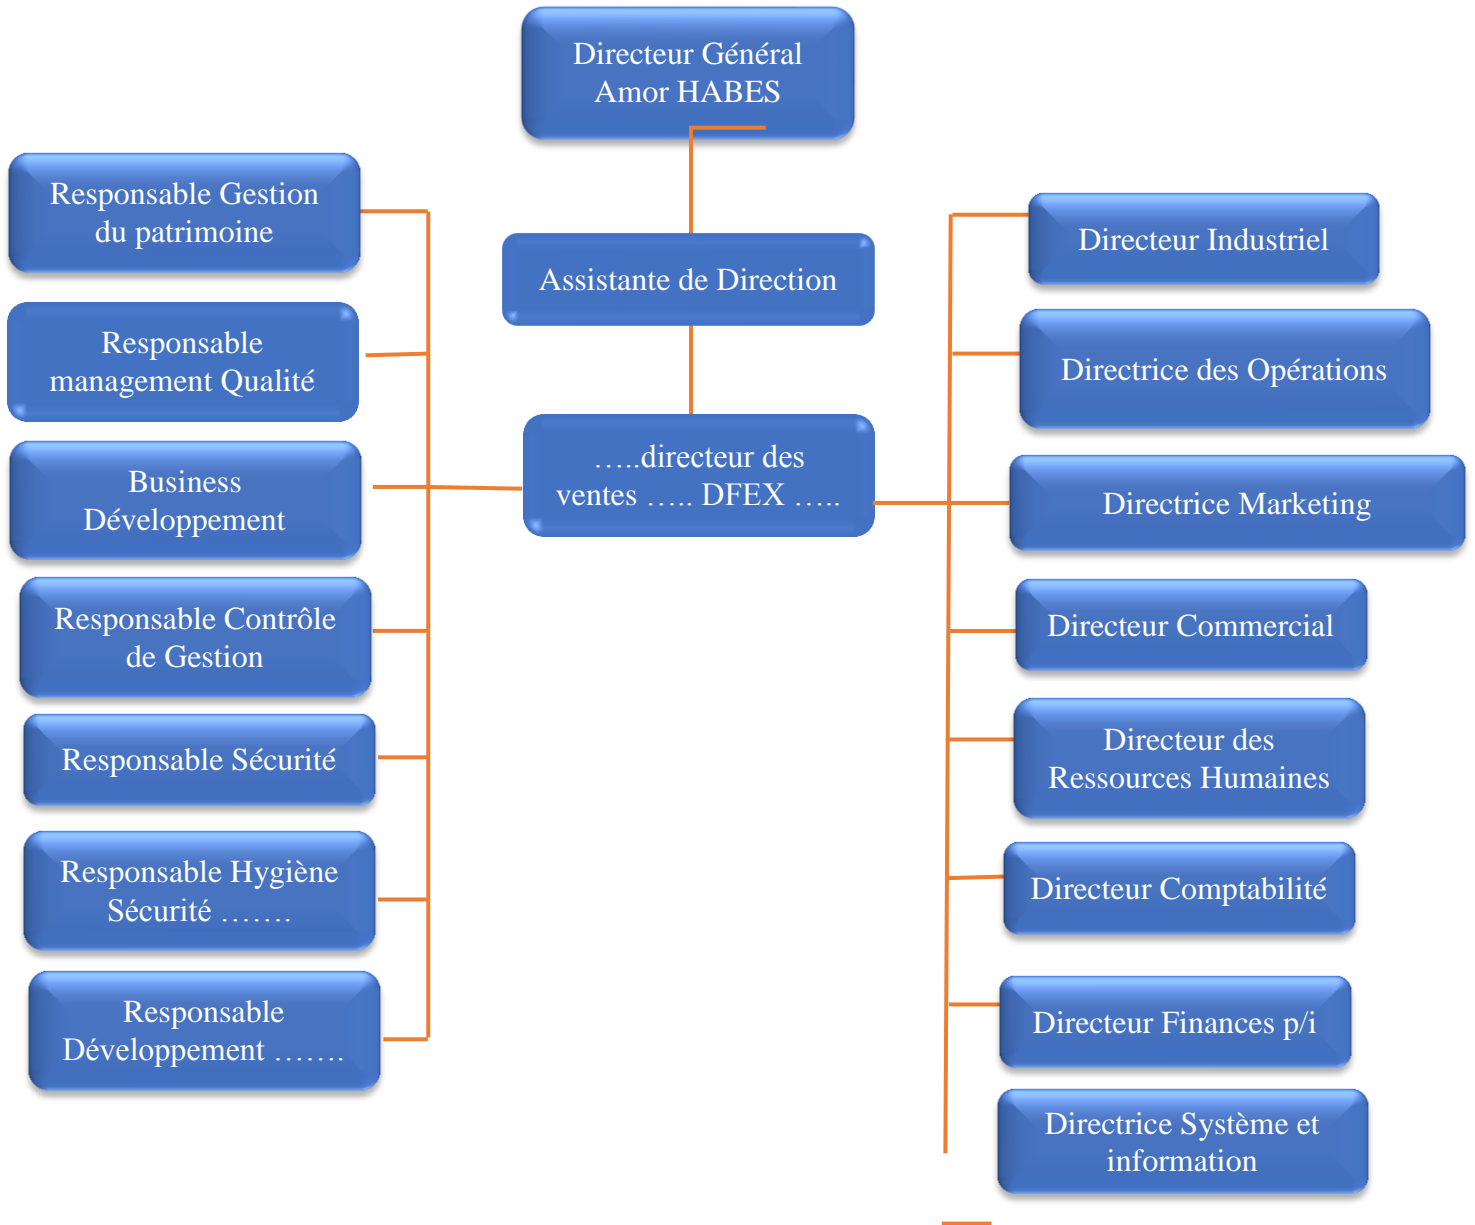 Directeur Général
Amor HABES
Assistante de Direction
…..directeur des
ventes ….. DFEX …..
Responsable Gestion
du patrimoine
Responsable
management Qualité
Business
Développement
Responsable Contrôle
de Gestion
Responsable Sécurité
Responsable Hygiène
Sécurité …….
Responsable
Développement …….
Directeur Industriel
Directrice des Opérations
Directrice Marketing
Directeur Commercial
Directeur des
Ressources Humaines
Directeur Comptabilité
Directeur Finances p/i
Directrice Système et
information